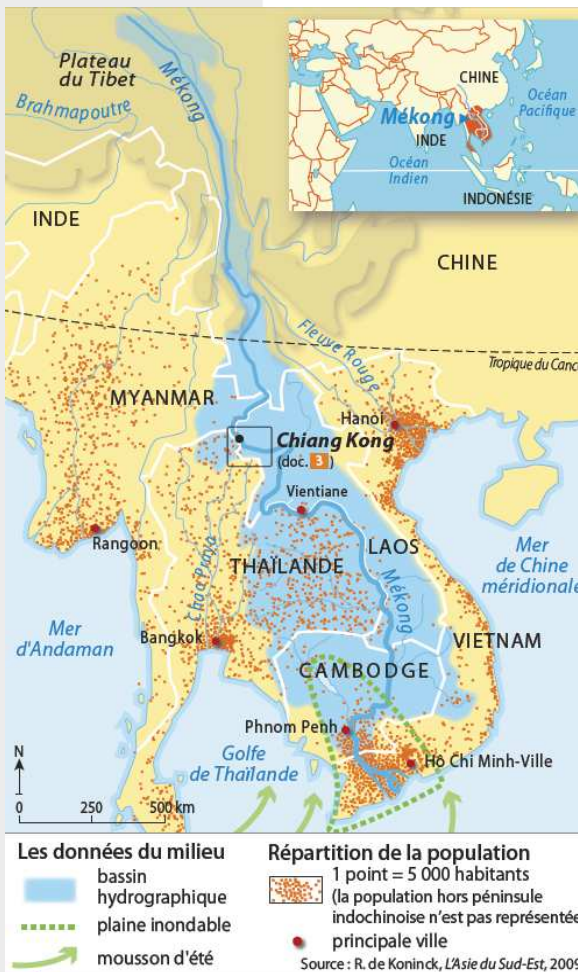 Plateau
du Tibet
Brahmapoutre
Mékong
CHINE
Océan
Pacifique
Mékong
INDE
Océan
Indien
INDONÉSIE
INDE
CHINE
Fleuve Rouge
Tropique du Canc
MYANMAR
Hanoi
Chiang Kong
(doc. 3)
Vientiane
Rangoon
LAOS
THAÏLANDE
Chao Praya
Mékong
Mer
de Chine
méridionale
Mer
d'Andaman
Bangkok
VIETNAM
CAMBODGE
Phnom Penh
Hô Chi Minh-Ville
Golfe
de Thaïlande
N
0 250 500 km
Les données du milieu
bassin
hydrographique
plaine inondable
mousson d'été
Répartition de la population
1 point = 5 000 habitants
(la population hors péninsule
indochinoise n'est pas représentée
principale ville
Source : R. de Koninck, L'Asie du Sud-Est, 2009